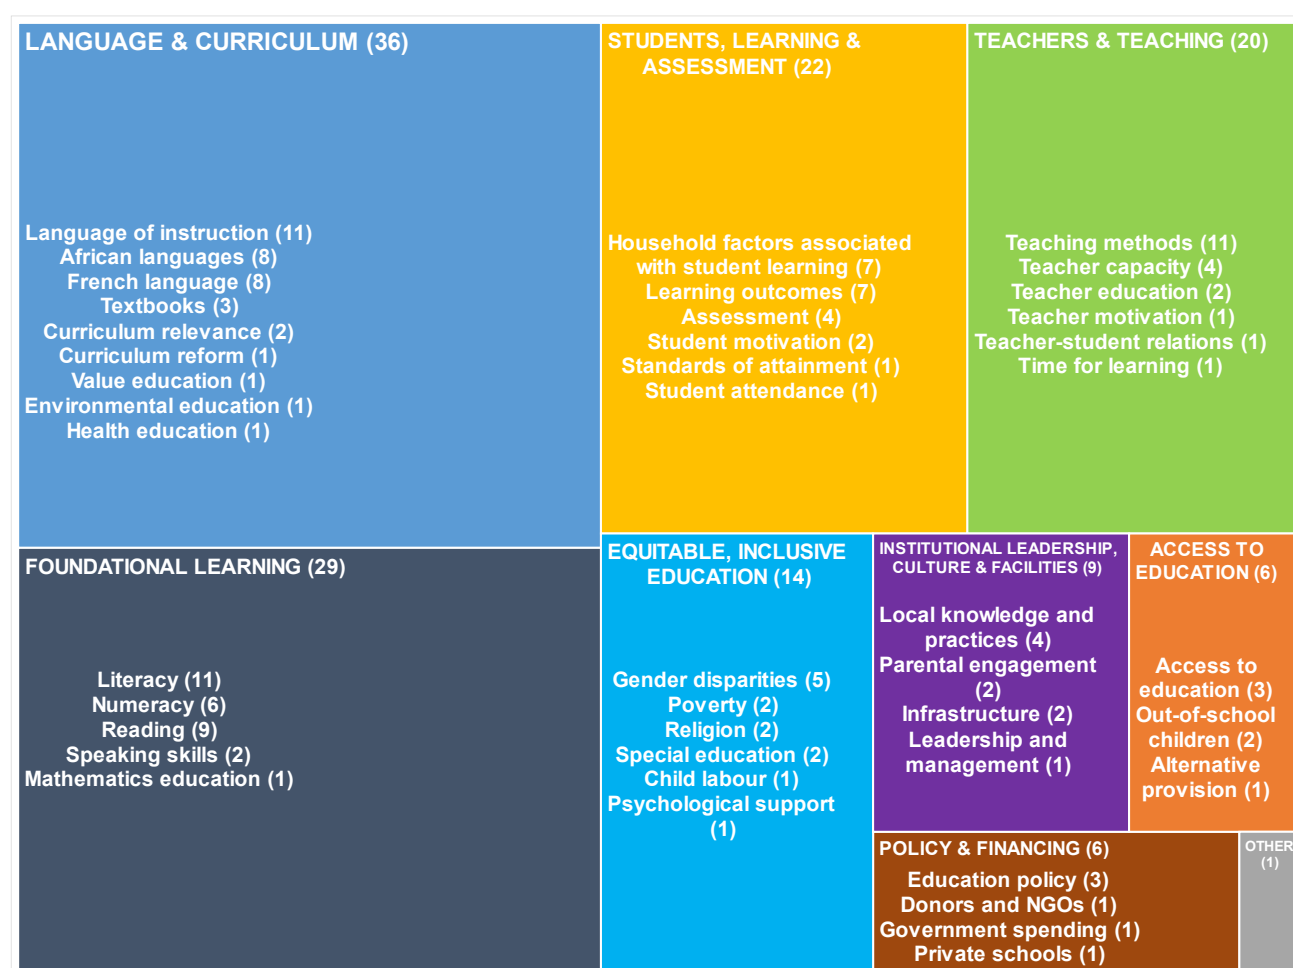 LANGUAGE & CURRICULUM (36)
Language of instruction (11)
African languages (8)
French language (8)
Textbooks (3)
Curriculum relevance (2)
Curriculum reform (1)
Value education (1)
Environmental education (1)
Health education (1)
STUDENTS, LEARNING &
ASSESSMENT (22)
Household factors associated
with student learning (7)
Learning outcomes (7)
Assessment (4)
Student motivation (2)
Standards of attainment (1)
Student attendance (1)
TEACHERS & TEACHING (20)
Teaching methods (11)
Teacher capacity (4)
Teacher education (2)
Teacher motivation (1)
Teacher-student relations (1)
Time for learning (1)
FOUNDATIONAL LEARNING (29)
Literacy (11)
Numeracy (6)
Reading (9)
Speaking skills (2)
Mathematics education (1)
EQUITABLE, INCLUSIVE
EDUCATION (14)
Gender disparities (5)
Poverty (2)
Religion (2)
Special education (2)
Child labour (1)
Psychological support
(1)
INSTITUTIONAL LEADERSHIP,
CULTURE & FACILITIES (9)
Local knowledge and
practices (4)
Parental engagement
(2)
Infrastructure (2)
Leadership and
management (1)
ACCESS TO
EDUCATION (6)
Access to
education (3)
Out-of-school
children (2)
Alternative
provision (1)
POLICY & FINANCING (6)
Education policy (3)
Donors and NGOs (1)
Government spending (1)
Private schools (1)
OTHER
(1)